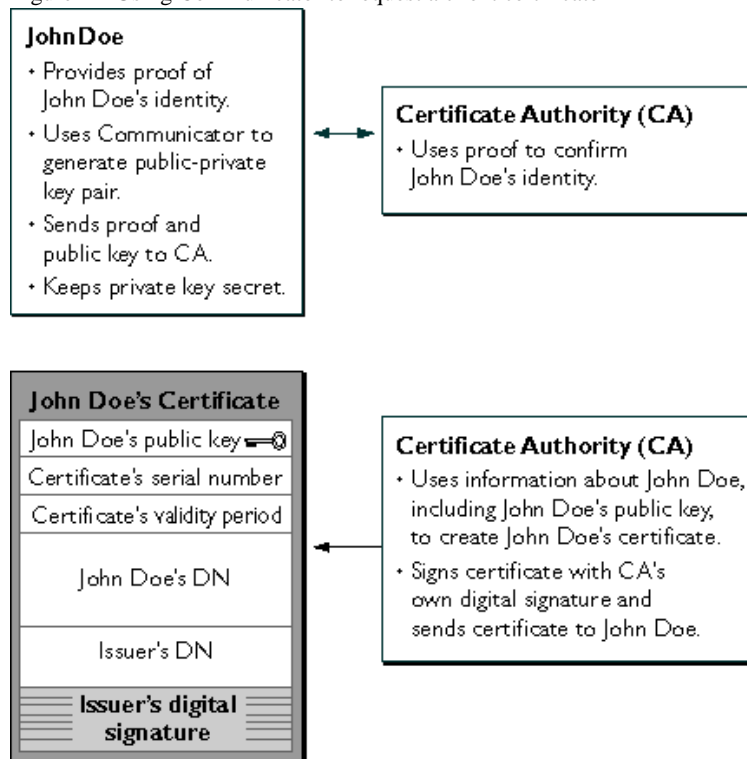 JohnDoe
• Provides proof of
John Doe's identity.
• Uses Communicator to
generate public-private
key pair.
• Sends proof and
public key to CA.
• Keeps private key secret.
Certificate Authority (CA)
• Uses proof to confirm
John Doe's identity.
John Doe's Certificate
John Doe's public key
Certificate's serial number
Certificate's validity period
John Doe's DN
Issuer's DN
Issuer's digital
signature
Certificate Authority (CA)
• Uses information about John Doe,
including John Doe's public key,
to create John Doe's certificate.
• Signs certificate with CA's
own digital signature and
sends certificate to John Doe.